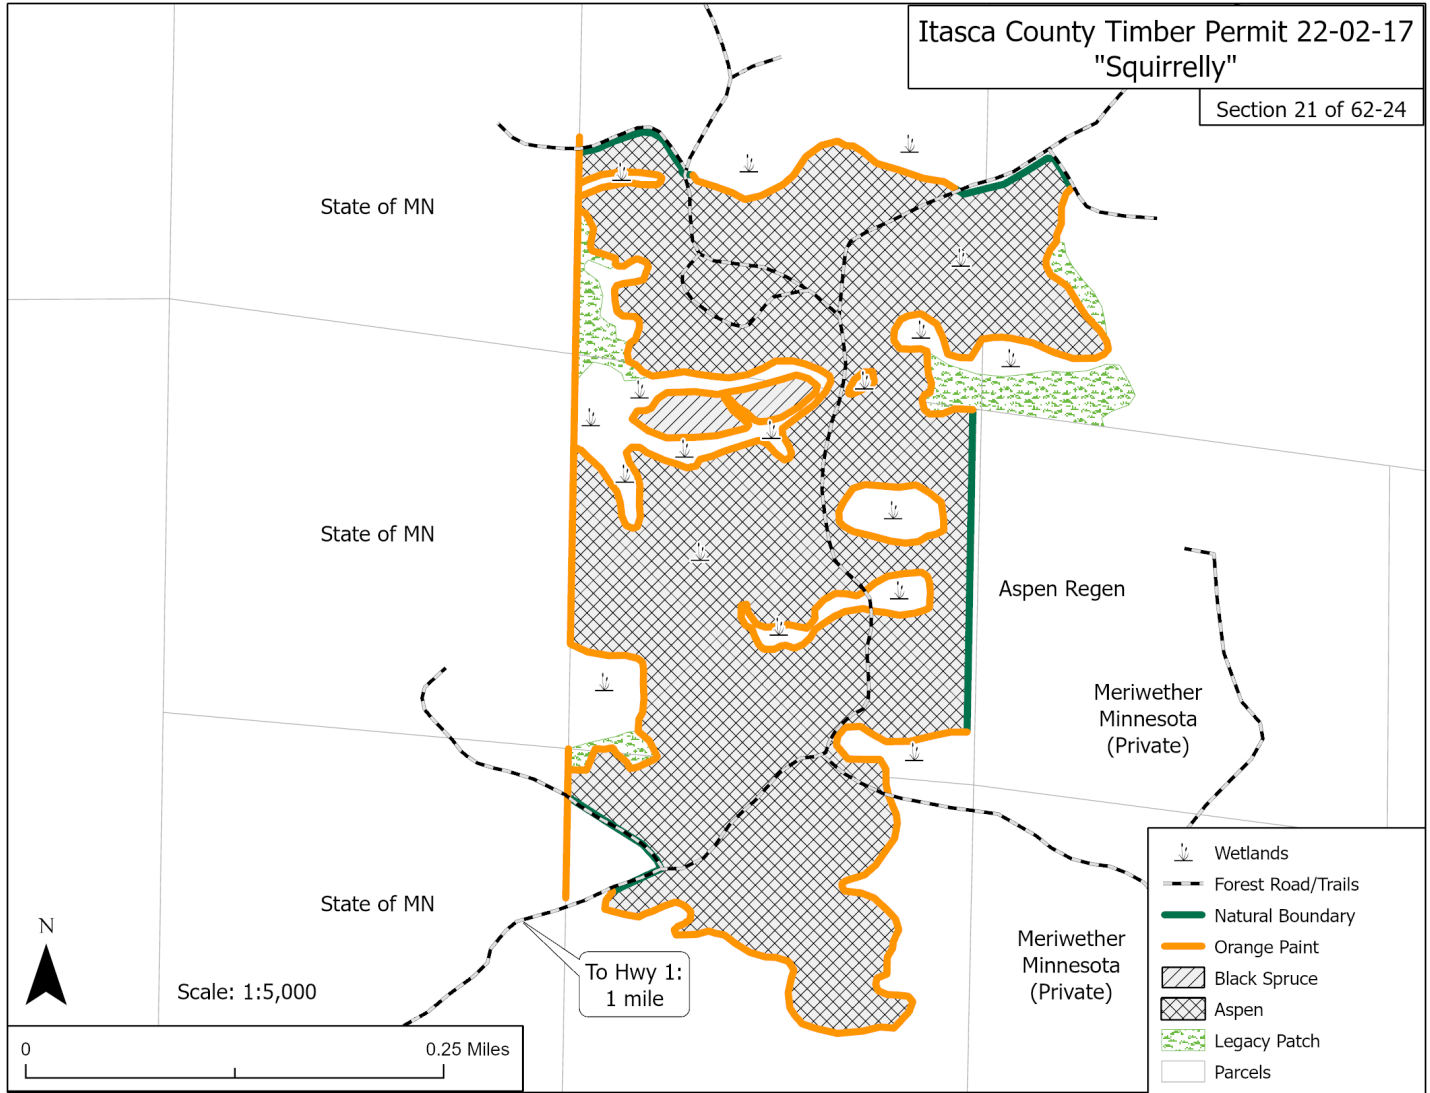 Itasca County Timber Permit 22-02-17
"Squirrelly"
Section 21 of 62-24
State of MN
State of MN
Aspen Regen
Meriwether
Minnesota
(Private)
State of MN
Meriwether
Minnesota
(Private)
To Hwy 1:
1 mile
N
Scale: 1:5,000
0
0.25 Miles
Wetlands
Forest Road/Trails
Natural Boundary
Orange Paint
Black Spruce
Aspen
Legacy Patch
Parcels